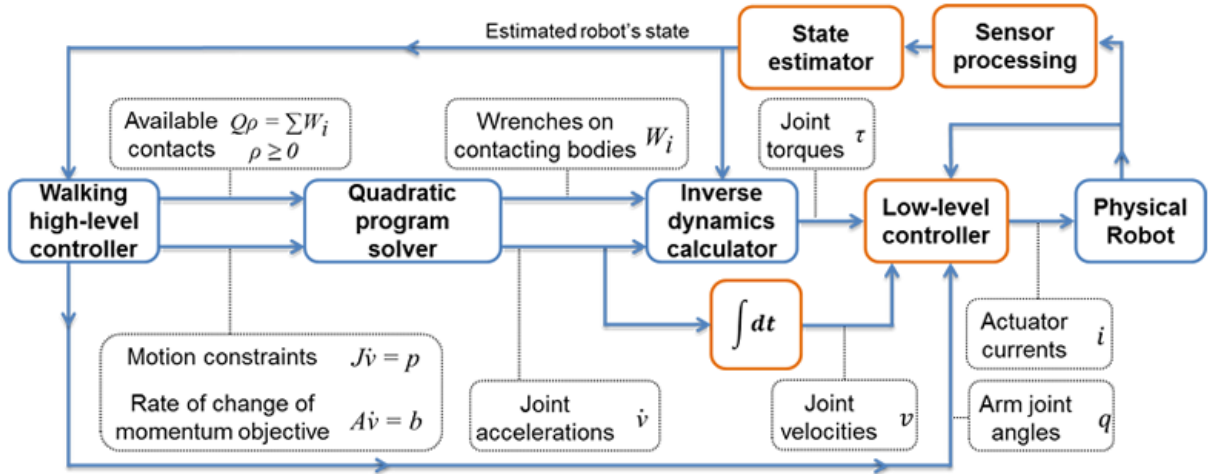 Estimated robot's state
State
estimator
Sensor
processing
Available
contacts
Qρ = ∑W_i
ρ ≥ 0
Wrenches on
contacting bodies
W_i
Joint
torques
τ
Walking
high-level
controller
Quadratic
program
solver
Inverse
dynamics
calculator
Low-level
controller
Physical
Robot
∫ dt
Motion constraints
Jv̇ = p
Rate of change of
momentum objective
Av̇ = b
Joint
accelerations
v̇
Joint
velocities
v
Actuator
currents
i
Arm joint
angles
q